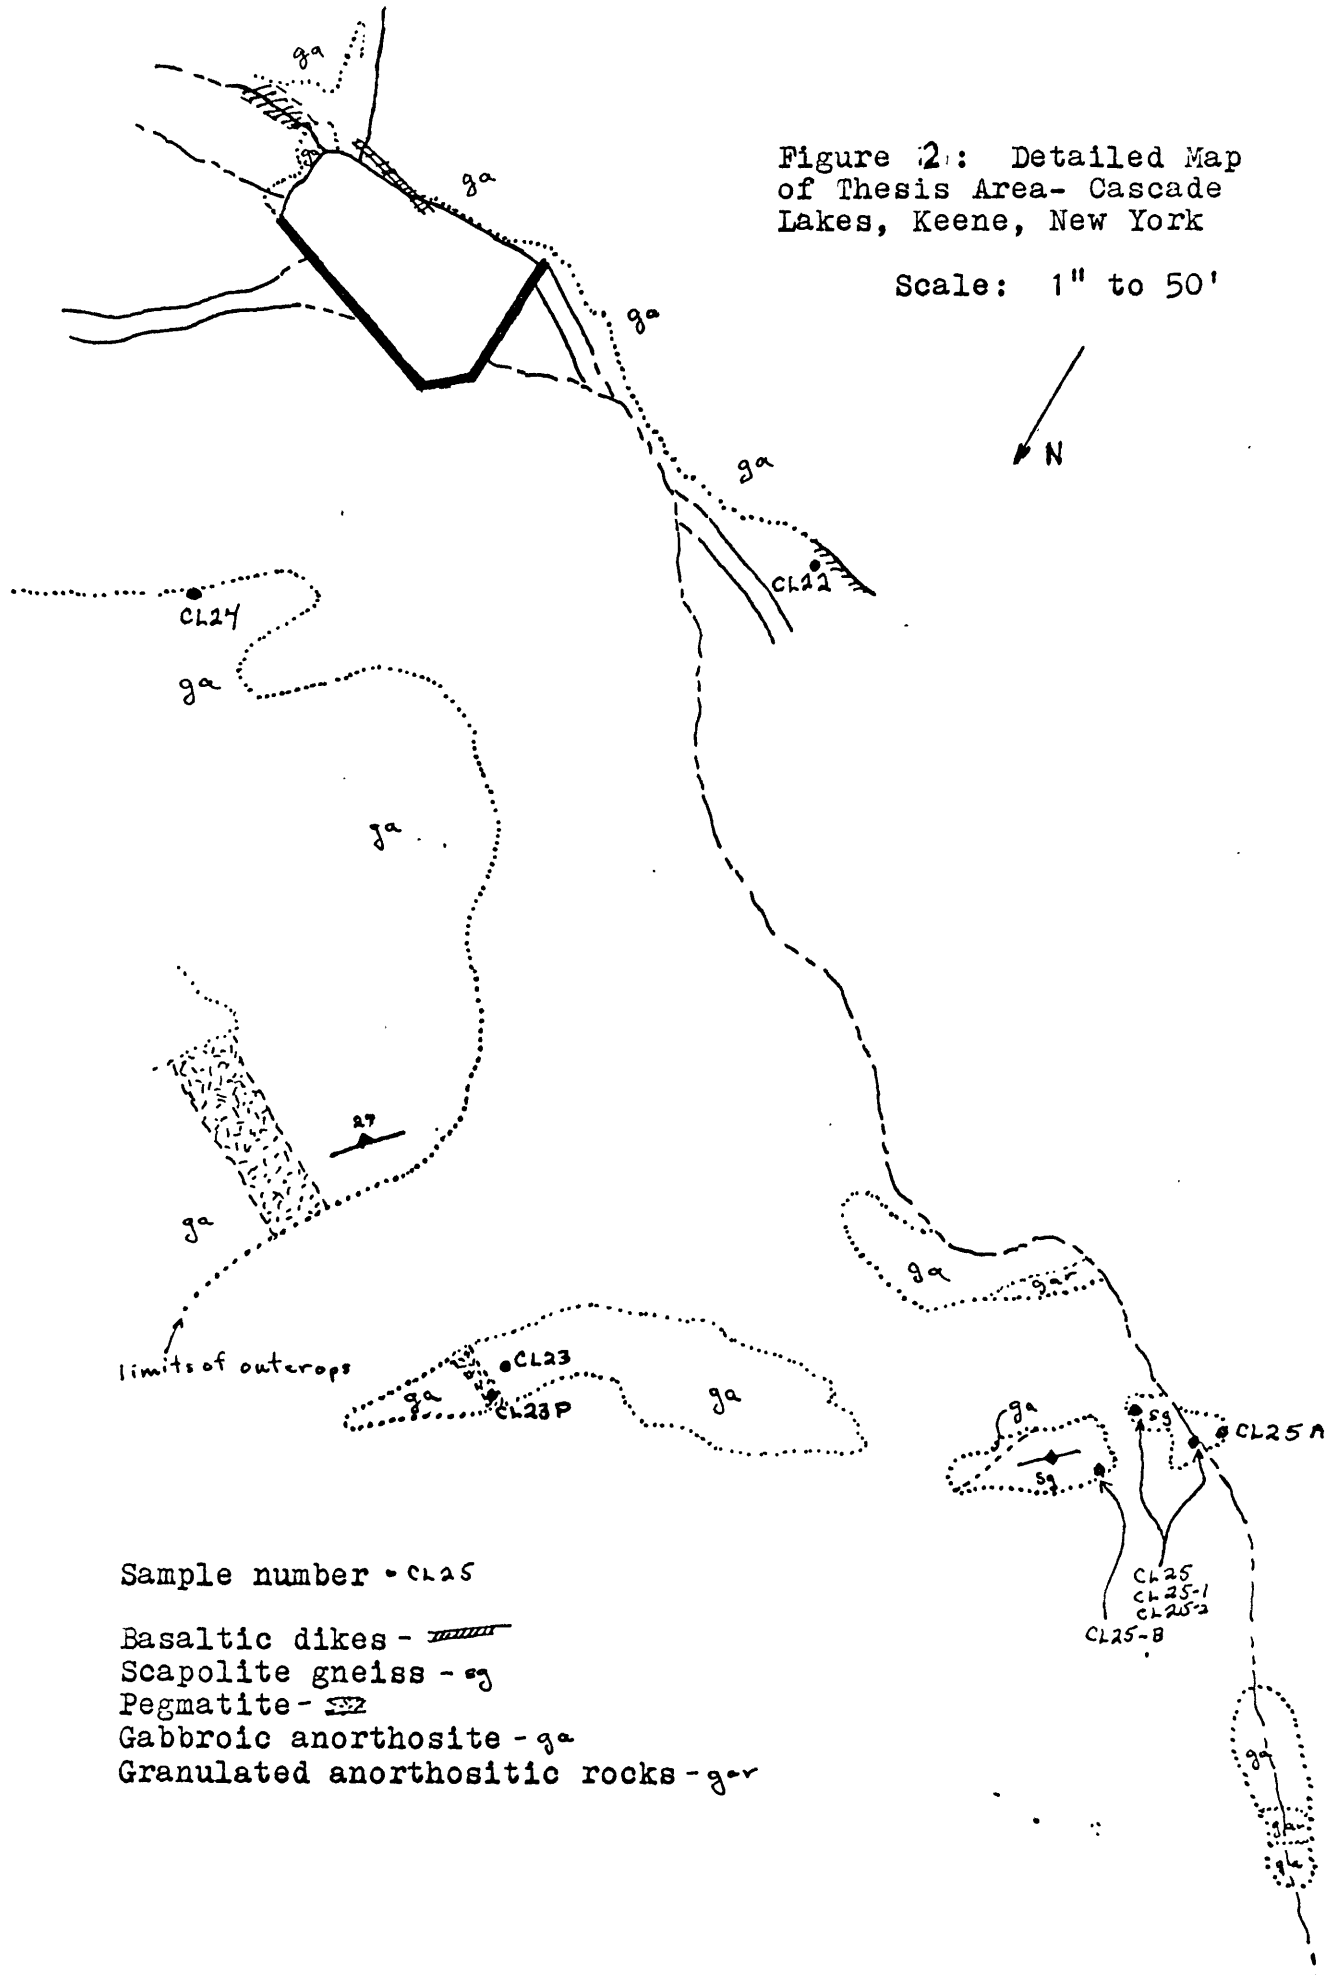 ga
ga
ga
Figure 2: Detailed Map
of Thesis Area- Cascade
Lakes, Keene, New York
Scale: 1" to 50'
ga
N
ga
CL22
CL24
ga
ga
27
ga
ga
gar
limits of outcrops
CL23
ga
CL23P
ga
ga
sg
CL25A
sg
CL25
CL25-1
CL25-2
CL25-B
Sample number • CL25
Basaltic dikes -
Scapolite gneiss - sg
Pegmatite -
Gabbroic anorthosite - ga
Granulated anorthositic rocks - gar
ga
gar
ga